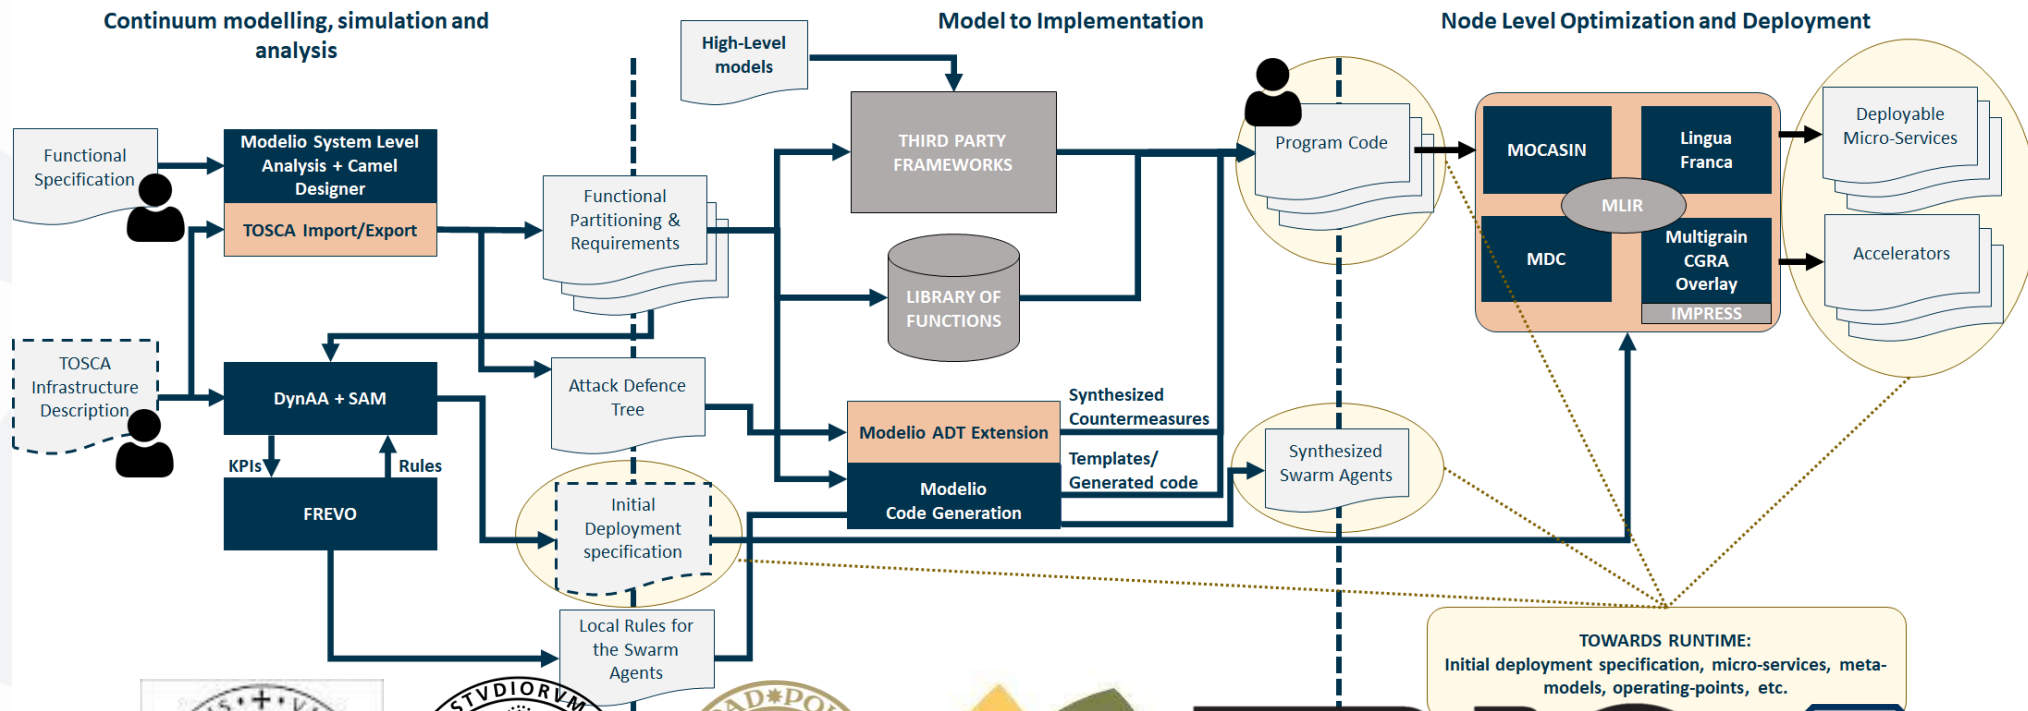 Continuum modelling, simulation and
analysis
Model to Implementation
Node Level Optimization and Deployment
High-Level
models
Functional
Specification
Modelio System Level
Analysis + Camel
Designer
TOSCA Import/Export
Functional
Partitioning &
Requirements
THIRD PARTY
FRAMEWORKS
LIBRARY OF
FUNCTIONS
Program Code
MOCASIN
Lingua
Franca
MLIR
MDC
Multigrain
CGRA
Overlay
IMPRESS
Deployable
Micro-Services
Accelerators
TOSCA
Infrastructure
Description
DynAA + SAM
KPIs
Rules
FREVO
Attack Defence
Tree
Initial
Deployment
specification
Local Rules for
the Swarm
Agents
Modelio ADT Extension
Modelio
Code Generation
Synthesized
Countermeasures
Templates/
Generated code
Synthesized
Swarm Agents
TOWARDS RUNTIME:
Initial deployment specification, micro-services, meta-
models, operating-points, etc.
STVDIORVM